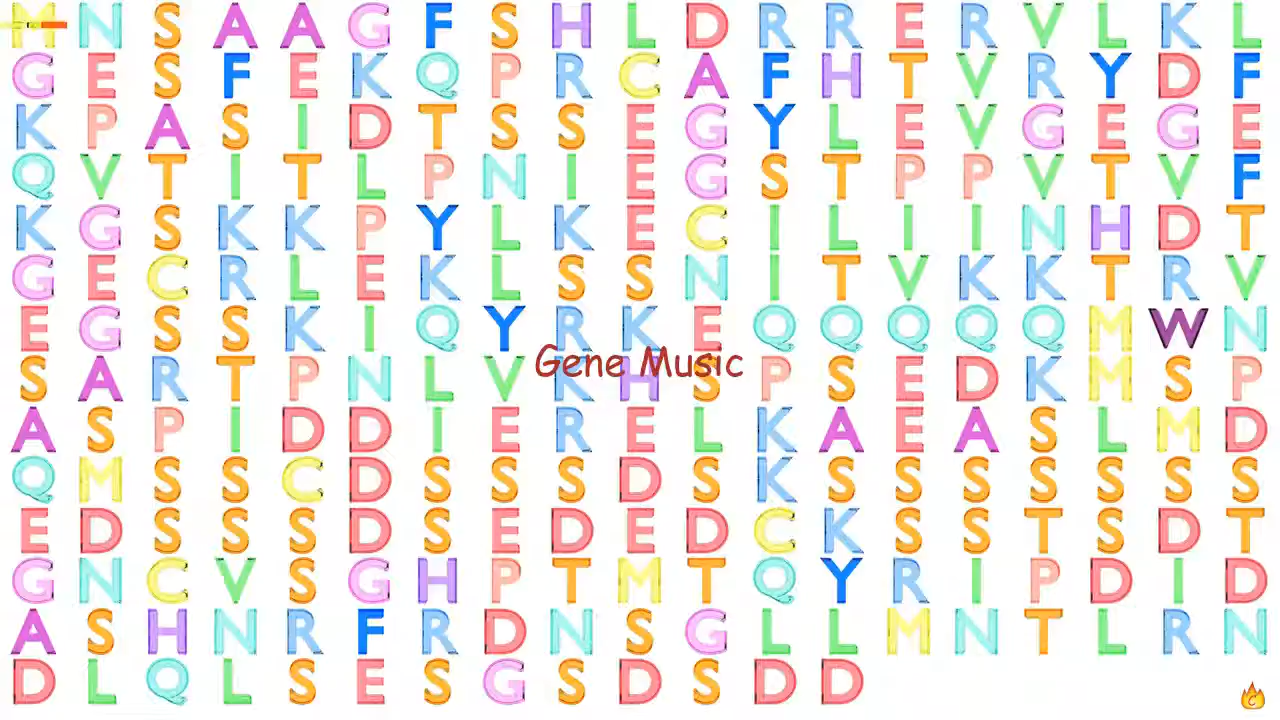 M N S A A G F S H L D R R E R V L K L
G E S F E K Q P R C A F H T V R Y D F
K P A S I D T S S E G Y L E V G E G E
Q V T I T L P N I E G S T P P V T V F
K G S K K P Y L K E C I L I I N H D T
G E C R L E K L S S N I T V K K T R V
E G S S K I Q Y R K E Q Q Q Q Q M W N
Gene Music
S A R T P N L V K H S P S E D K M S P
A S P I D D I E R E L K A E A S L M D
Q M S S C D S S S D S K S S S S S S S
E D S S S D S E D E D C K S S T S D T
G N C V S G H P T M T Q Y R I P D I D
A S H N R F R D N S G L L M N T L R N
D L Q L S E S G S D S D D